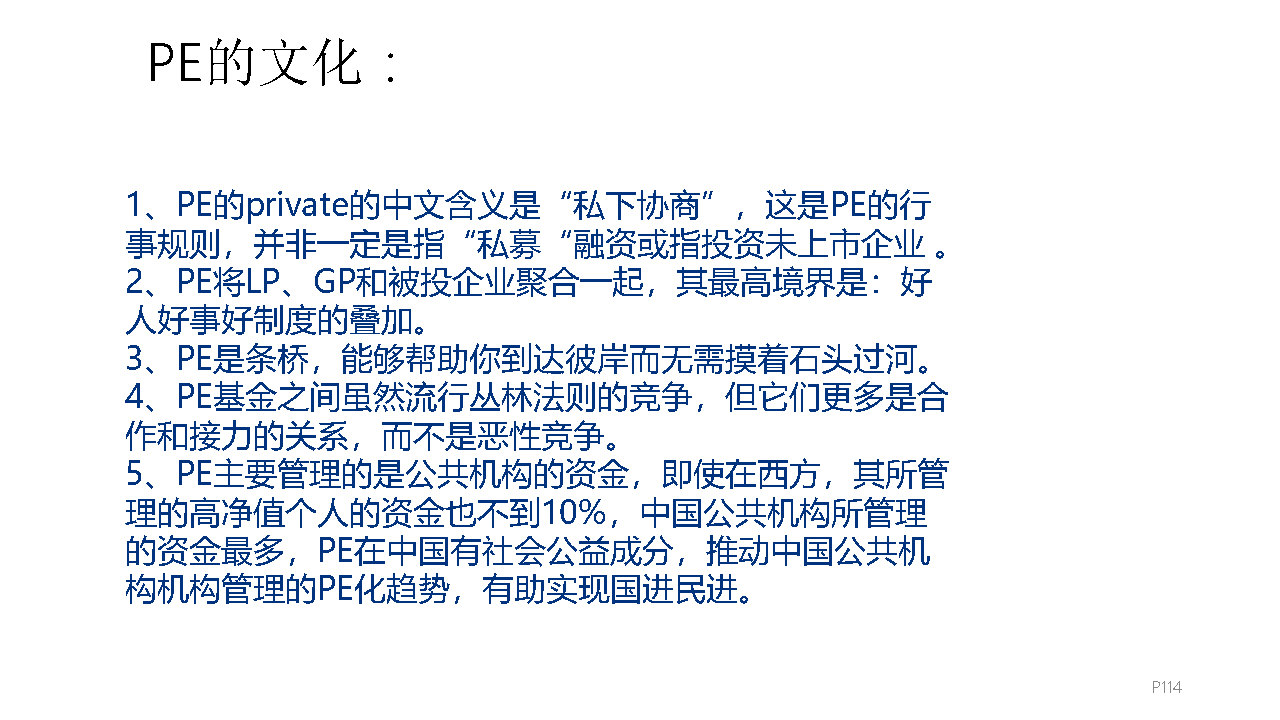 PE的文化：
1、PE的private的中文含义是“私下协商”，这是PE的行
事规则，并非一定是指“私募“融资或指投资未上市企业 。
2、PE将LP、GP和被投企业聚合一起，其最高境界是：好
人好事好制度的叠加。
3、PE是条桥，能够帮助你到达彼岸而无需摸着石头过河。
4、PE基金之间虽然流行丛林法则的竞争，但它们更多是合
作和接力的关系，而不是恶性竞争。
5、PE主要管理的是公共机构的资金，即使在西方，其所管
理的高净值个人的资金也不到10%，中国公共机构所管理
的资金最多，PE在中国有社会公益成分，推动中国公共机
构机构管理的PE化趋势，有助实现国进民进。
P114